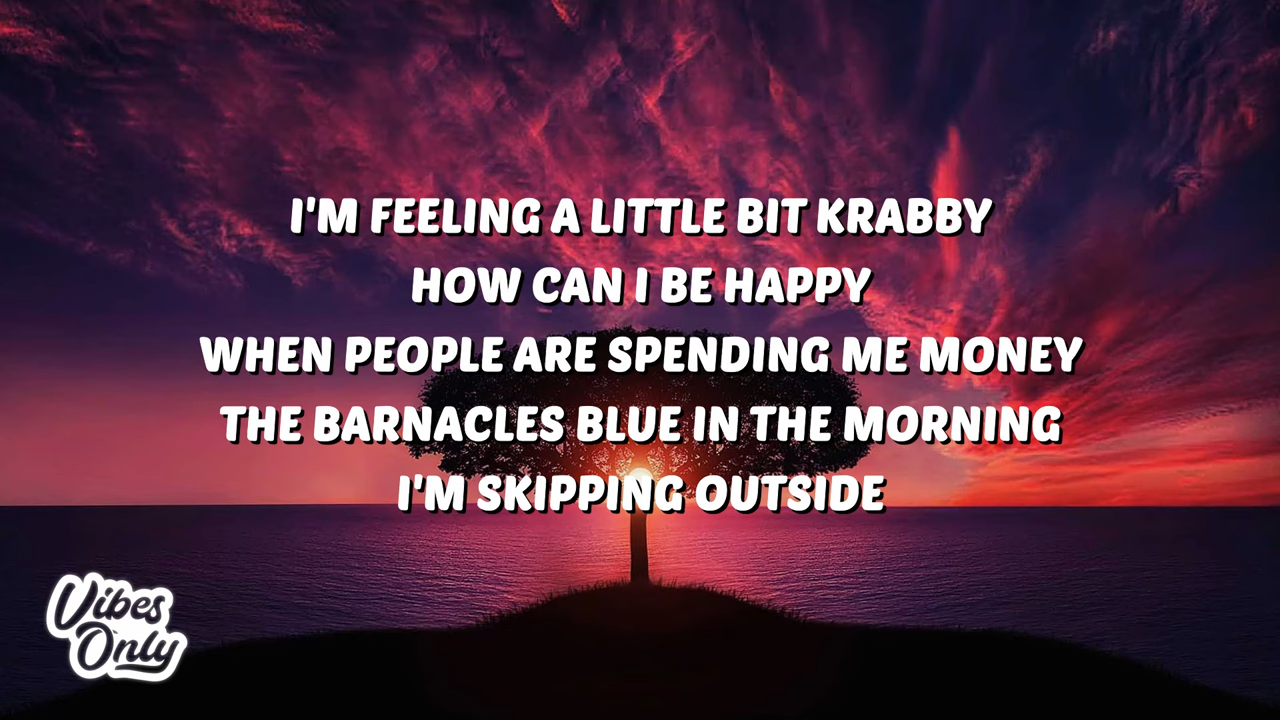 I'M FEELING A LITTLE BIT KRABBY
HOW CAN I BE HAPPY
WHEN PEOPLE ARE SPENDING ME MONEY
THE BARNACLES BLUE IN THE MORNING
I'M SKIPPING OUTSIDE
Vibes
Only